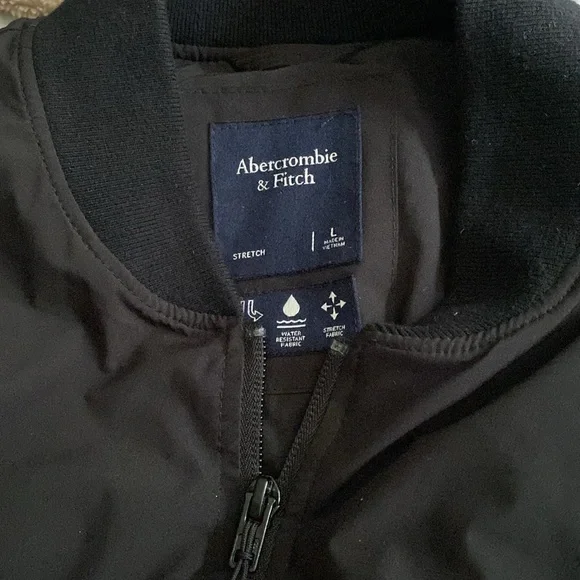 Abercrombie
& Fitch
STRETCH
L
MADE IN
VIETNAM
WATER
RESISTANT
FABRIC
STRETCH
FABRIC